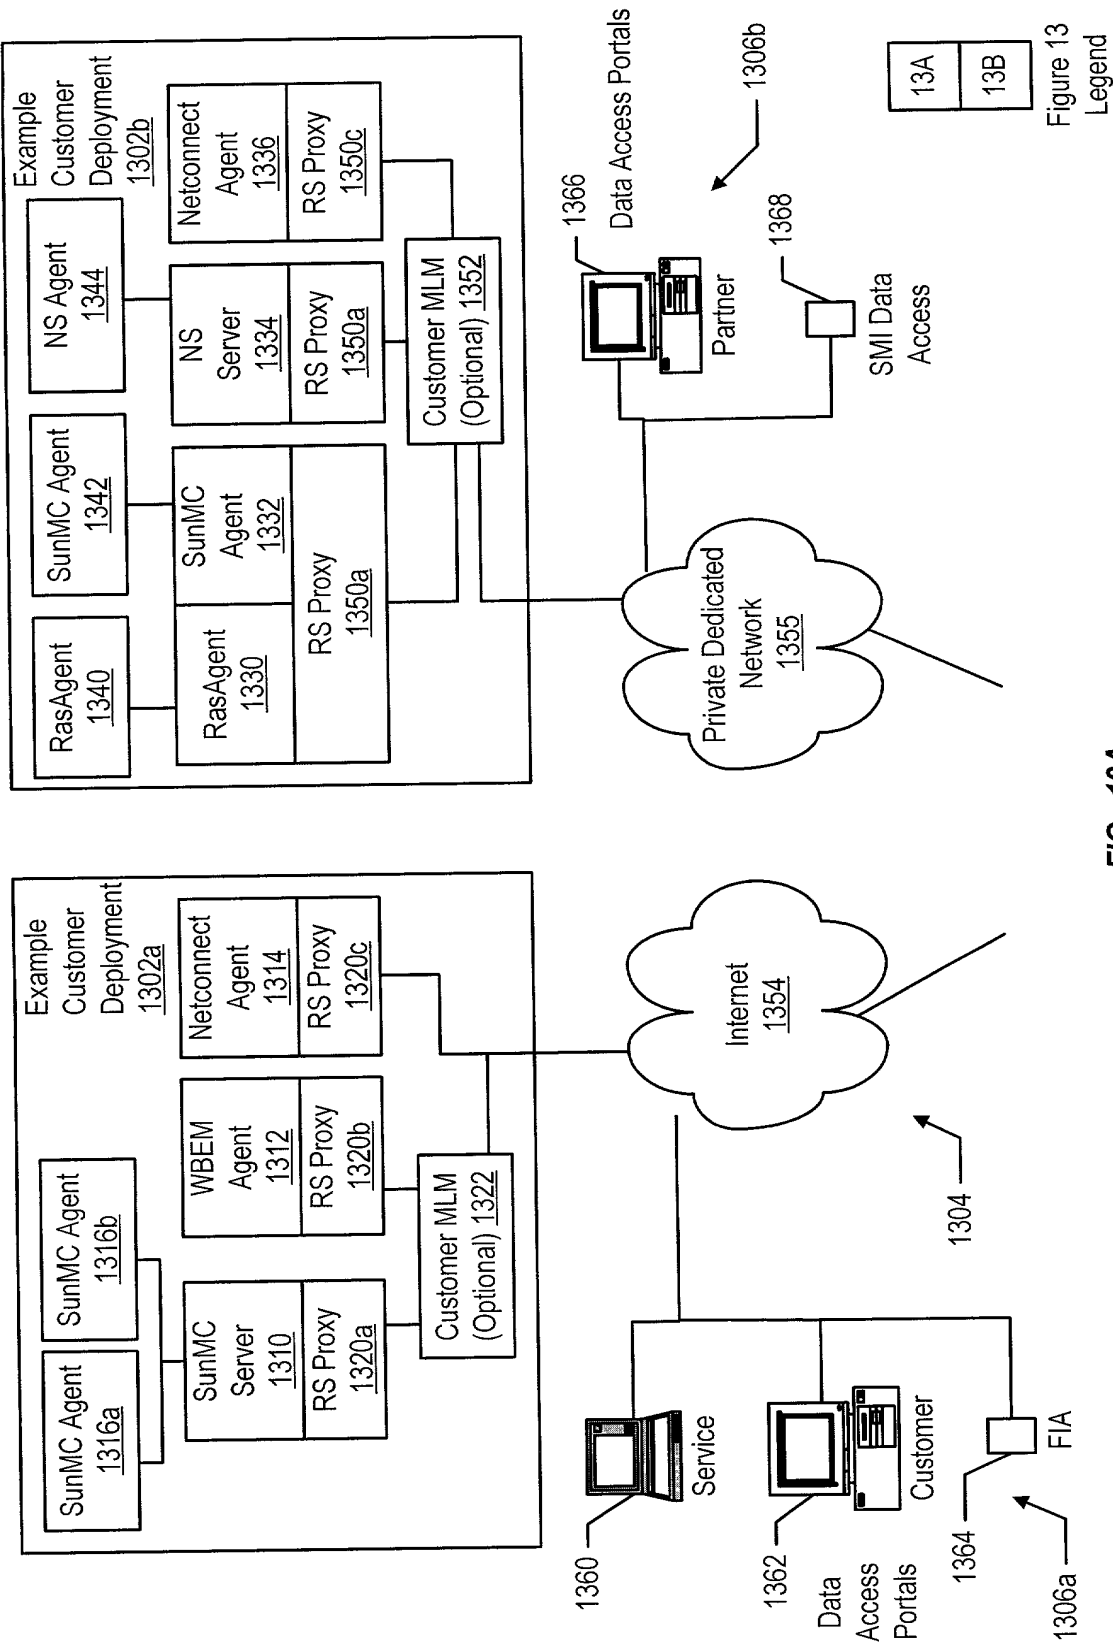 Example
Customer
Deployment
1302a
SunMC Agent
1316a
SunMC Agent
1316b
SunMC
Server
1310
RS Proxy
1320a
WBEM
Agent
1312
RS Proxy
1320b
Netconnect
Agent
1314
RS Proxy
1320c
Customer MLM
(Optional) 1322
Example
Customer
Deployment
1302b
RasAgent
1340
SunMC Agent
1342
NS Agent
1344
RasAgent
1330
SunMC
Agent
1332
RS Proxy
1350a
NS
Server
1334
RS Proxy
1350a
Netconnect
Agent
1336
RS Proxy
1350c
Customer MLM
(Optional) 1352
1360
Service
1362
Customer
Data
Access
Portals
1364
FIA
1306a
Internet
1354
1304
Private Dedicated
Network
1355
1366
Data Access Portals
Partner
1306b
1368
SMI Data
Access
13A
13B
Figure 13
Legend